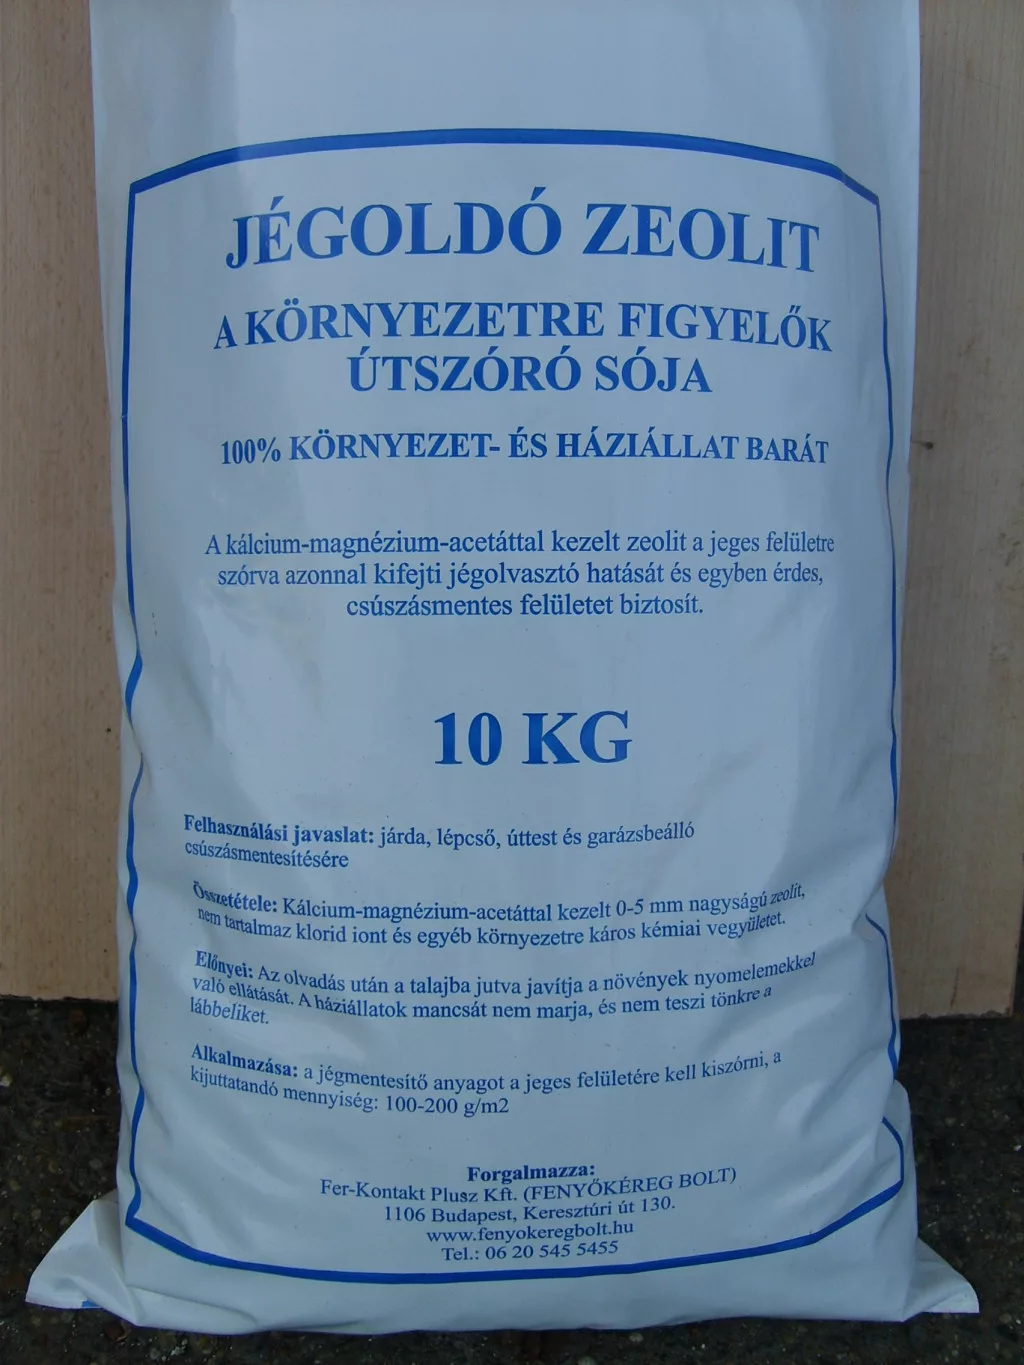 JÉGOLDÓ ZEOLIT
A KÖRNYEZETRE FIGYELŐK
ÚTSZÓRÓ SÓJA
100% KÖRNYEZET- ÉS HÁZIÁLLAT BARÁT
A kálcium-magnézium-acetáttal kezelt zeolit a jeges felületre
szórva azonnal kifejti jégolvasztó hatását és egyben érdes,
csúszásmentes felületet biztosít.
10 KG
Felhasználási javaslat: járda, lépcső, úttest és garázsbeálló
csúszásmentesítésére
Összetétele: Kálcium-magnézium-acetáttal kezelt 0-5 mm nagyságú zeolit,
nem tartalmaz klorid iont és egyéb környezetre káros kémiai vegyületet.
Előnyei: Az olvadás után a talajba jutva javítja a növények nyomelemekkel
való ellátását. A háziállatok mancsát nem marja, és nem teszi tönkre a
lábbeliket.
Alkalmazása: a jégmentesítő anyagot a jeges felületére kell kiszórni, a
kijuttatandó mennyiség: 100-200 g/m2
Forgalmazza:
Fer-Kontakt Plusz Kft. (FENYŐKÉREG BOLT)
1106 Budapest, Keresztúri út 130.
www.fenyokeregbolt.hu
Tel.: 06 20 545 5455